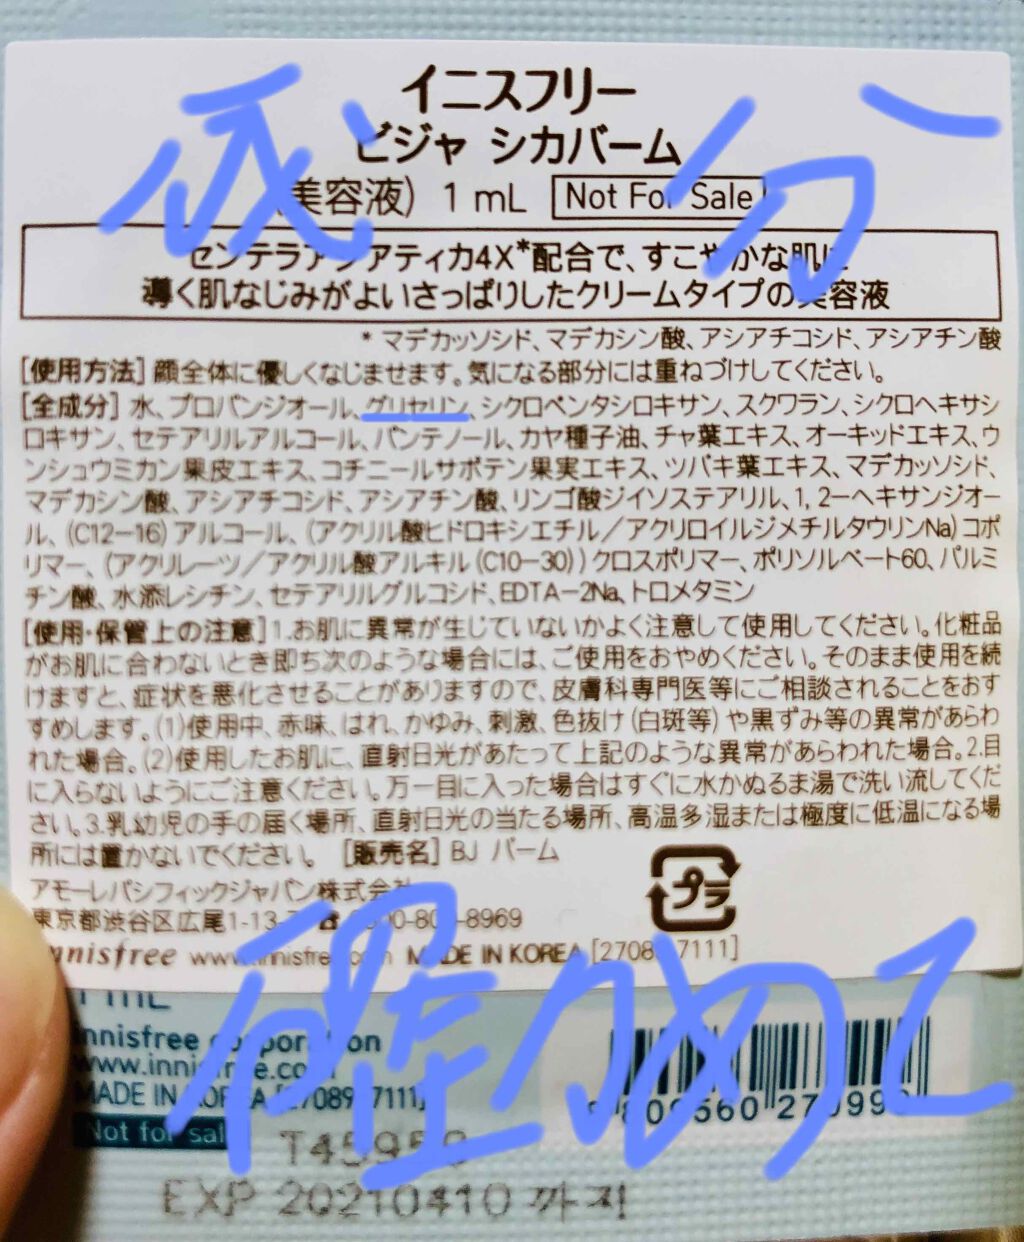 成分
イニスフリー
ビジャ シカバーム
(美容液) 1 mL Not For Sale
センテラアシアティカ4X*配合で、すこやかな肌に
導く肌なじみがよいさっぱりしたクリームタイプの美容液
* マデカッソシド、マデカシン酸、アシアチコシド、アシアチン酸
[使用方法] 顔全体に優しくなじませます。気になる部分には重ねづけしてください。
[全成分] 水、プロパンジオール、グリセリン、シクロペンタシロキサン、スクワラン、シクロヘキサシ
ロキサン、セテアリルアルコール、パンテノール、カヤ種子油、チャ葉エキス、オーキッドエキス、ウ
ンシュウミカン果皮エキス、コチニールサボテン果実エキス、ツバキ葉エキス、マデカッソシド、
マデカシン酸、アシアチコシド、アシアチン酸、リンゴ酸ジイソステアリル、1, 2-ヘキサンジオー
ル、(C12-16) アルコール、(アクリル酸ヒドロキシエチル/アクリロイルジメチルタウリンNa) コポ
リマー、(アクリレーツ/アクリル酸アルキル (C10-30)) クロスポリマー、ポリソルベート60、パルミ
チン酸、水添レシチン、セテアリルグルコシド、EDTA-2Na、トロメタミン
[使用・保管上の注意] 1.お肌に異常が生じていないかよく注意して使用してください。化粧品
がお肌に合わないとき即ち次のような場合には、ご使用をおやめください。そのまま使用を続
けますと、症状を悪化させることがありますので、皮膚科専門医等にご相談されることをおす
すめします。(1)使用中、赤味、はれ、かゆみ、刺激、色抜け (白斑等) や黒ずみ等の異常があらわ
れた場合。(2)使用したお肌に、直射日光があたって上記のような異常があらわれた場合。2.目
に入らないようにご注意ください。万一目に入った場合はすぐに水かぬるま湯で洗い流してくだ
さい。3.乳幼児の手の届く場所、直射日光の当たる場所、高温多湿または極度に低温になる場
所には置かないでください。 [販売名] BJ バーム
アモーレパシフィックジャパン株式会社
東京都渋谷区広尾1-13- -8969
プラ
innisfree www.innisfree.com MADE IN KOREA [2708 7111]
1 mL
innisfree corporation
www.innisfree.com
MADE IN KOREA [27089 7111]
Not for sale
EXP 20210410 까지